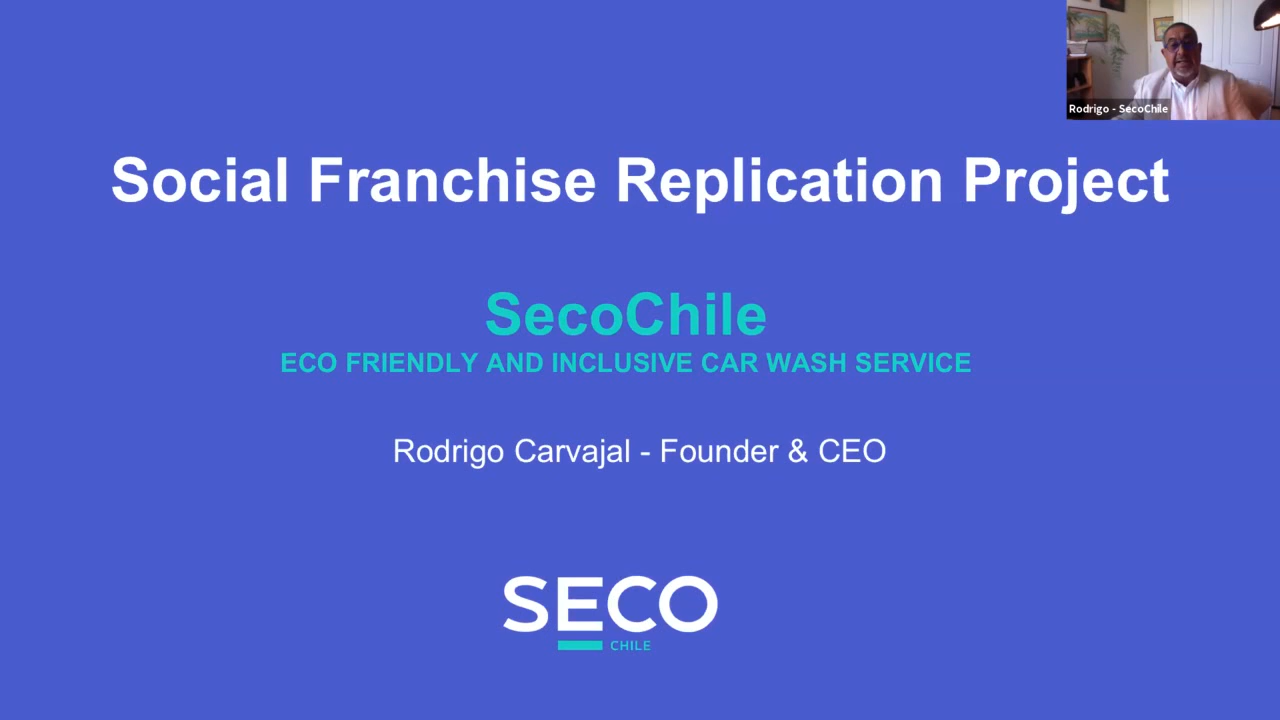 Rodrigo - SecoChile
Social Franchise Replication Project
SecoChile
ECO FRIENDLY AND INCLUSIVE CAR WASH SERVICE
Rodrigo Carvajal - Founder & CEO
SECO
CHILE